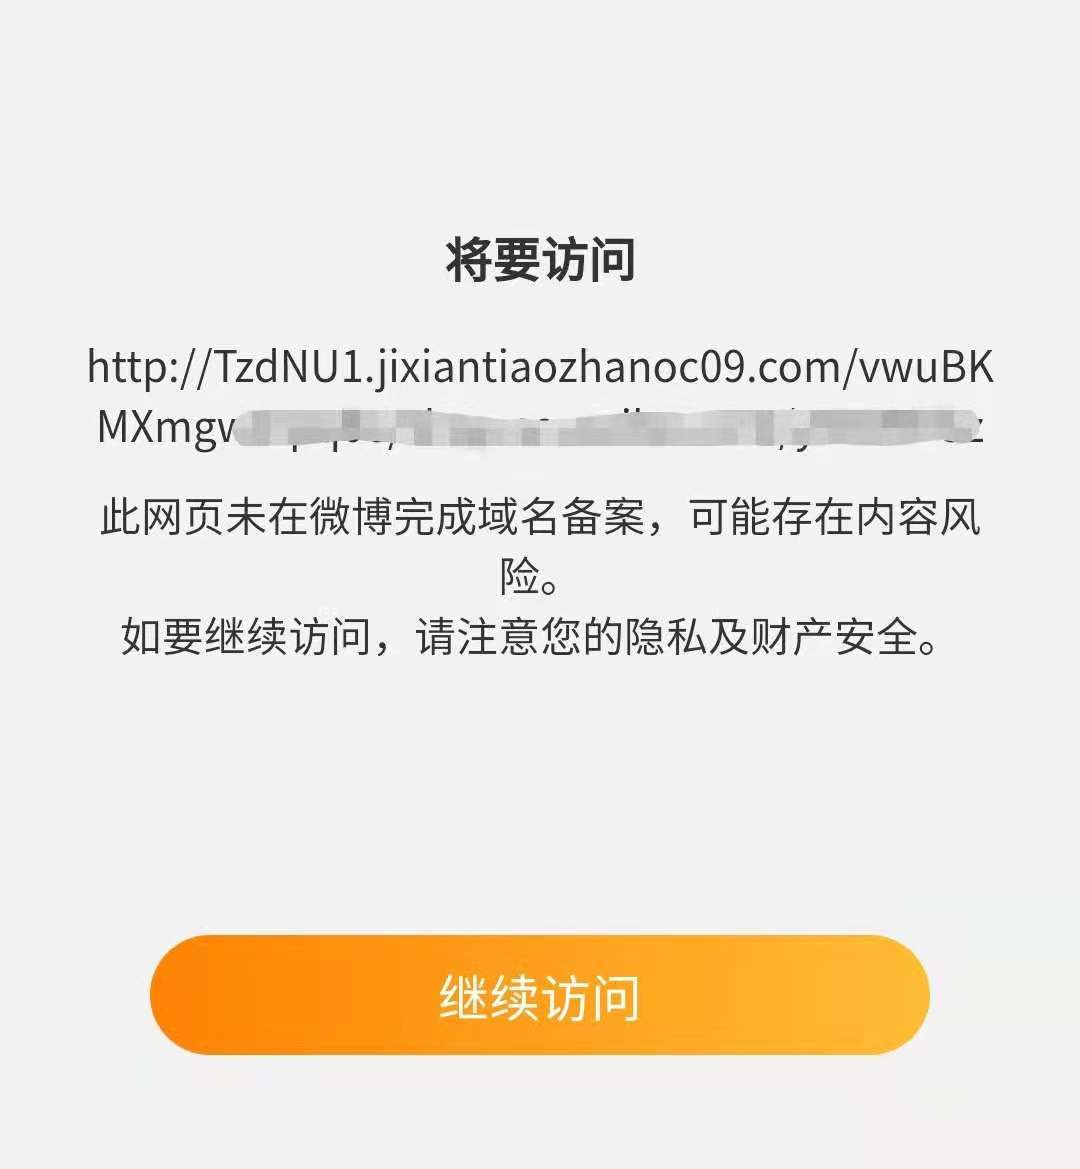 将要访问
http://TzdNU1.jixiantiaozhanoc09.com/vwuBK
MXmgw
此网页未在微博完成域名备案，可能存在内容风
险。
如要继续访问，请注意您的隐私及财产安全。
继续访问